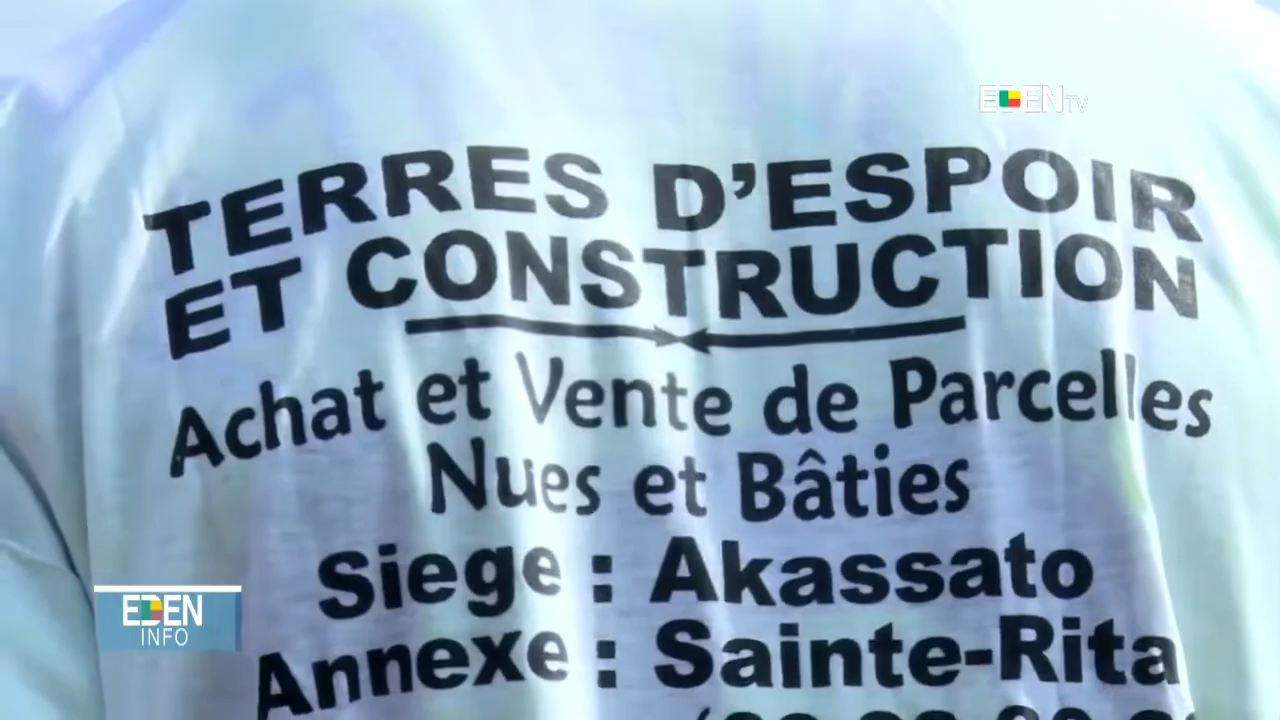 EDEN TV
TERRES D'ESPOIR
ET CONSTRUCTION
Achat et Vente de Parcelles
Nues et Bâties
Siege : Akassato
Annexe : Sainte-Rita
EDEN
INFO